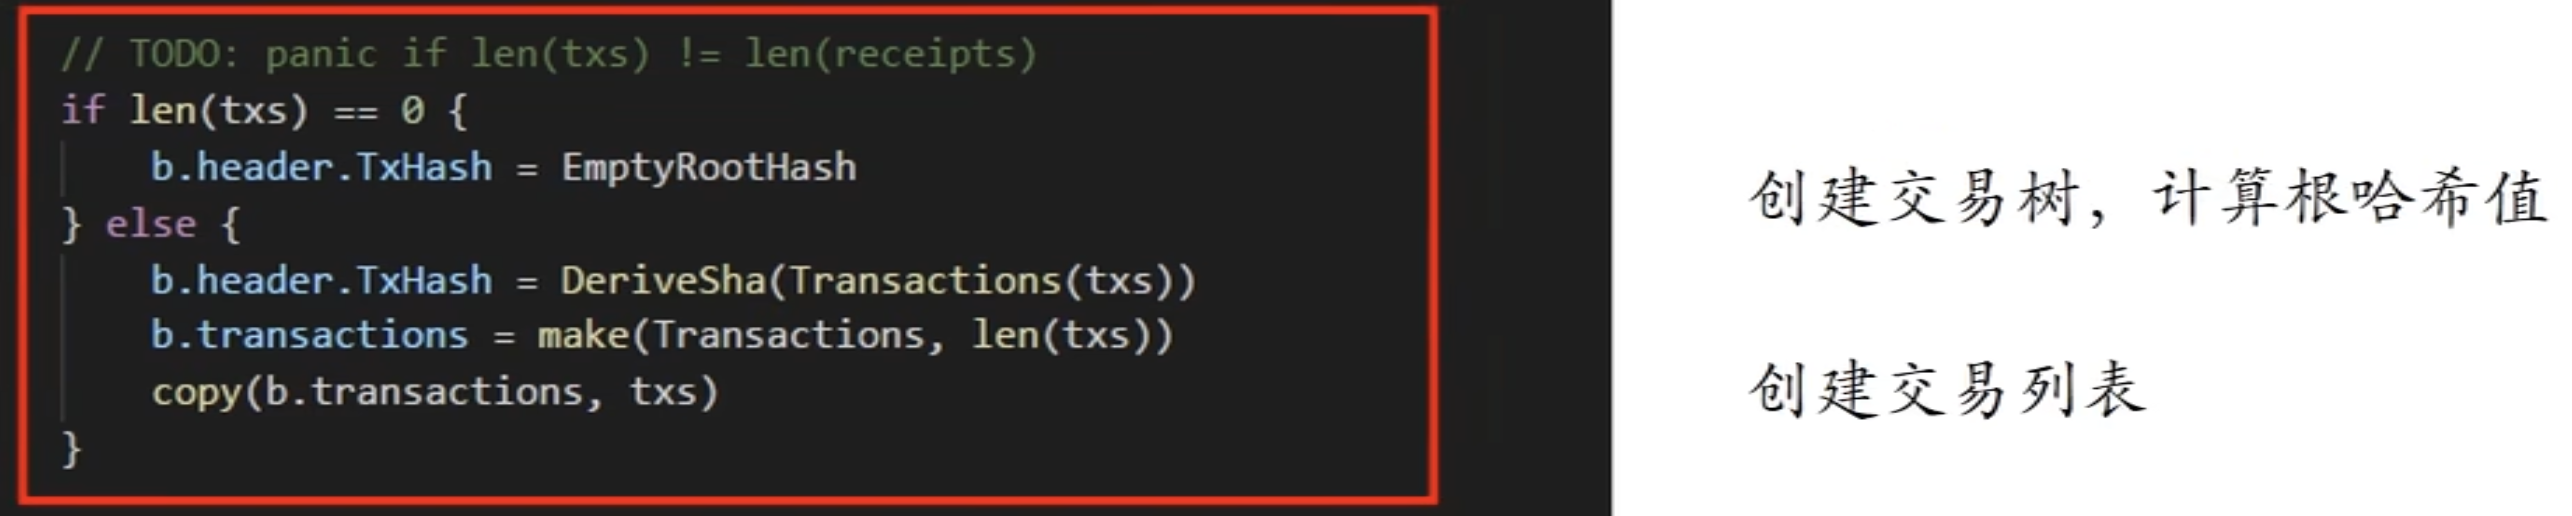 // TODO: panic if len(txs) != len(receipts)
if len(txs) == 0 {
    b.header.TxHash = EmptyRootHash
} else {
    b.header.TxHash = DeriveSha(Transactions(txs))
    b.transactions = make(Transactions, len(txs))
    copy(b.transactions, txs)
}
创建交易树，计算根哈希值
创建交易列表